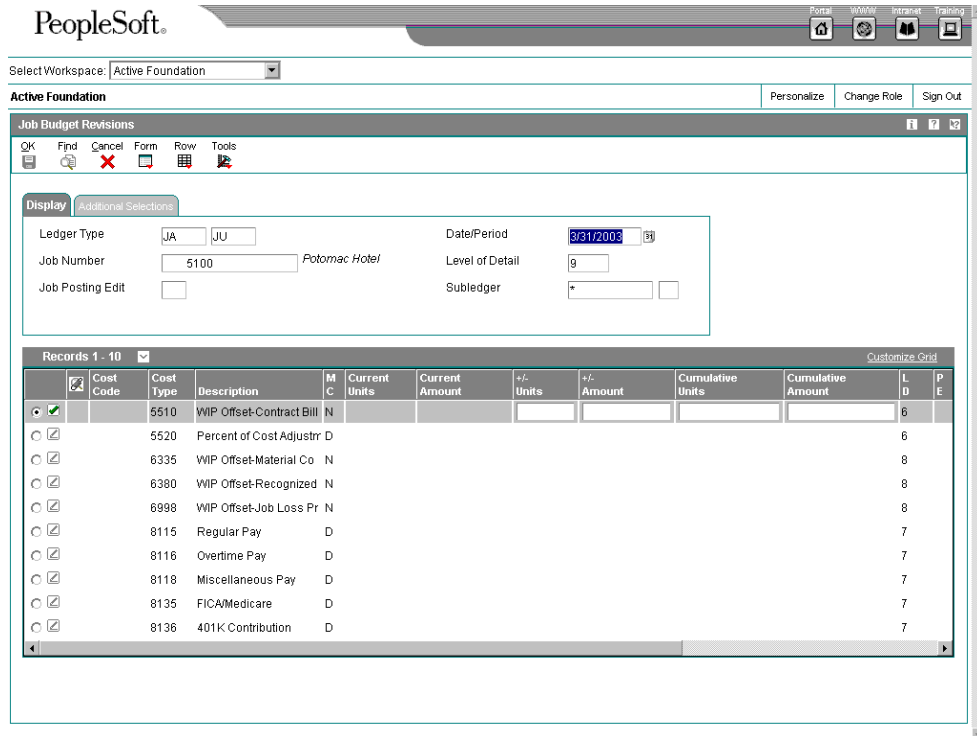 Portal WWW Intranet Training
PeopleSoft®
Select Workspace: Active Foundation
Active Foundation Personalize Change Role Sign Out
Job Budget Revisions i ? ?
OK Find Cancel Form Row Tools
Display Additional Selections
Ledger Type JA JU Date/Period 3/31/2003 31
Job Number 5100 Potomac Hotel Level of Detail 9
Job Posting Edit Subledger *
Records 1 - 10 Customize Grid
Cost Code Cost Type Description M C Current Units Current Amount +/- Units +/- Amount Cumulative Units Cumulative Amount L D P E
5510 WIP Offset-Contract Bill N 6
5520 Percent of Cost Adjustm D 6
6335 WIP Offset-Material Co N 8
6380 WIP Offset-Recognized N 8
6998 WIP Offset-Job Loss Pr N 8
8115 Regular Pay D 7
8116 Overtime Pay D 7
8118 Miscellaneous Pay D 7
8135 FICA/Medicare D 7
8136 401K Contribution D 7